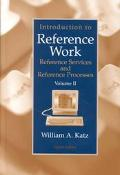 Introduction to
Reference
Work
Reference Services
and
Reference Processes
Volume II
William A. Katz